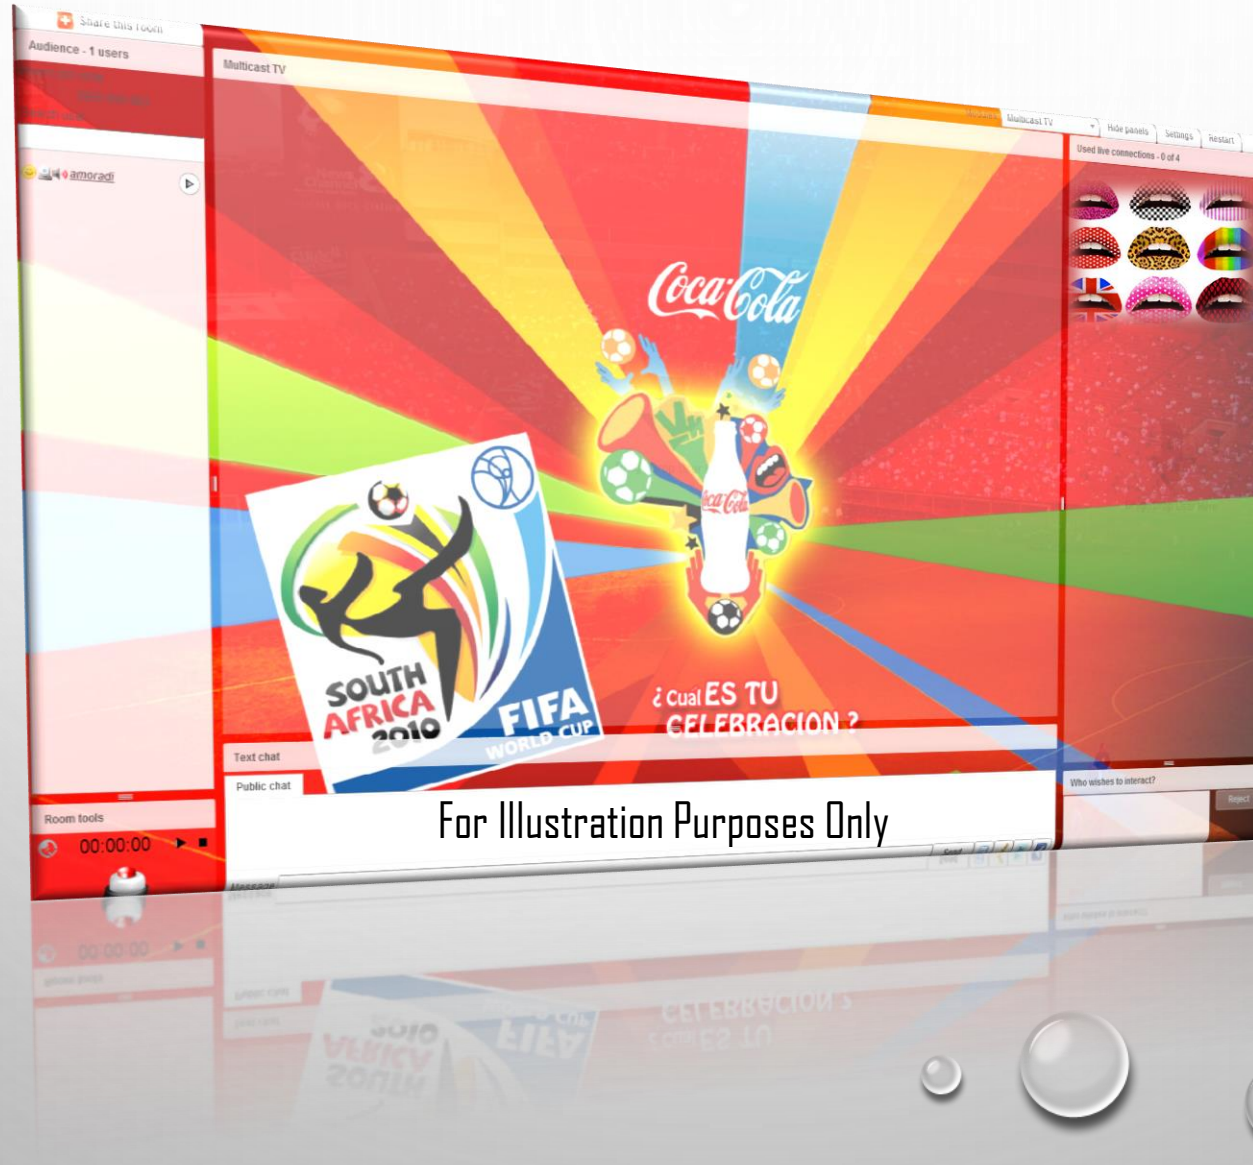 Share this room
Audience - 1 users
Multicast TV
Multicast TV
Hide panels
Settings
Restart
Used live connections - 0 of 4
amoradi
Coca-Cola
Coca-Cola
SOUTH
AFRICA
2010
FIFA
WORLD CUP
¿ Cual ES TU
CELEBRACION ?
Text chat
Public chat
For Illustration Purposes Only
Who wishes to interact?
Reject
Room tools
00:00:00
Message
Send